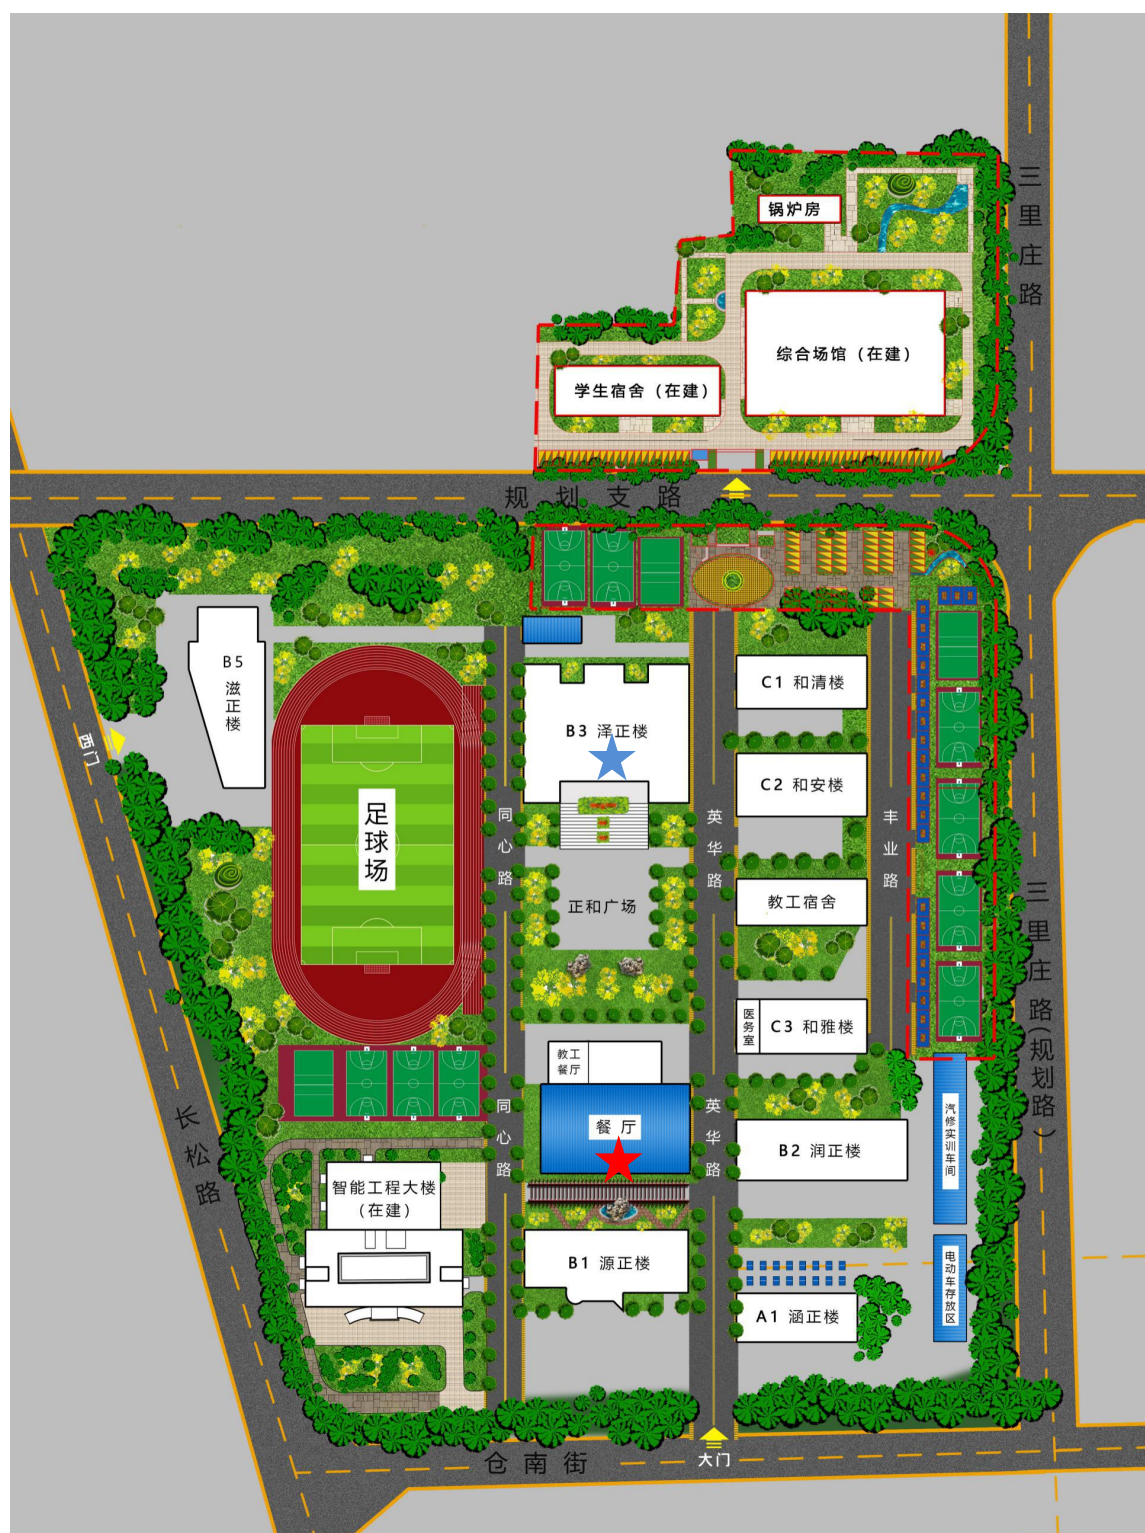 三里庄路
锅炉房
综合场馆（在建）
学生宿舍（在建）
规划支路
B5
滋正楼
西门
足球场
B3 泽正楼
同心路
正和广场
英华路
C1 和清楼
C2 和安楼
教工宿舍
丰业路
医务室
C3 和雅楼
三里庄路(规划路)
教工
餐厅
餐厅
同心路
英华路
B2 润正楼
汽修实训车间
长松路
智能工程大楼
(在建)
B1 源正楼
A1 涵正楼
电动车存放区
仓南街
大门